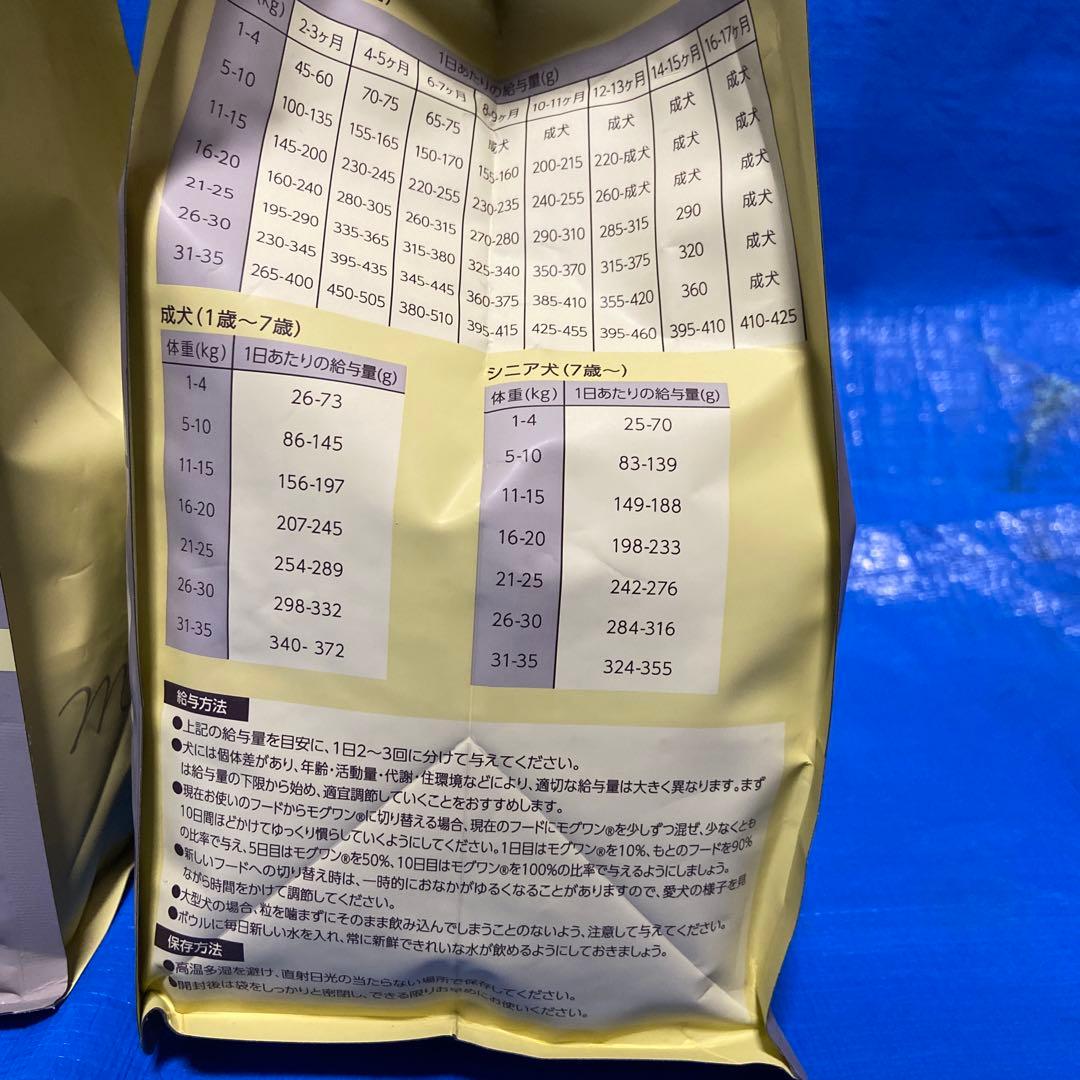 (kg) 1日あたりの給与量(g)
2-3ヶ月 4-5ヶ月 6-7ヶ月 8-9ヶ月 10-11ヶ月 12-13ヶ月 14-15ヶ月 16-17ヶ月
1-4 45-60 70-75 65-75 成犬 成犬 成犬 成犬 成犬
5-10 100-135 155-165 150-170 155-160 200-215 220-成犬 成犬 成犬
11-15 145-200 230-245 220-255 230-235 240-255 260-成犬 成犬 成犬
16-20 160-240 280-305 260-315 270-280 290-310 285-315 290 成犬
21-25 195-290 335-365 315-380 325-340 350-370 315-375 320 成犬
26-30 230-345 395-435 345-445 360-375 385-410 355-420 360 成犬
31-35 265-400 450-505 380-510 395-415 425-455 395-460 395-410 410-425
成犬(1歳〜7歳)
体重(kg) 1日あたりの給与量(g)
1-4 26-73
5-10 86-145
11-15 156-197
16-20 207-245
21-25 254-289
26-30 298-332
31-35 340- 372
シニア犬(7歳〜)
体重(kg) 1日あたりの給与量(g)
1-4 25-70
5-10 83-139
11-15 149-188
16-20 198-233
21-25 242-276
26-30 284-316
31-35 324-355
給与方法
●上記の給与量を目安に、1日2〜3回に分けて与えてください。
●犬には個体差があり、年齢・活動量・代謝・住環境などにより、適切な給与量は大きく異なります。まず
は給与量の下限から始め、適宜調節していくことをおすすめします。
●現在お使いのフードからモグワン®に切り替える場合、現在のフードにモグワン®を少しずつ混ぜ、少なくとも
10日間ほどかけてゆっくり慣らしていくようにしてください。1日目はモグワン®を10%、もとのフードを90%
の比率で与え、5日目はモグワン®を50%、10日目はモグワン®を100%の比率で与えるようにしましょう。
●新しいフードへの切り替え時は、一時的におなかがゆるくなることがありますので、愛犬の様子を見
ながら時間をかけて調節してください。
●大型犬の場合、粒を噛まずにそのまま飲み込んでしまうことのないよう、注意して与えてください。
●ボウルに毎日新しい水を入れ、常に新鮮できれいな水が飲めるようにしておきましょう。
保存方法
●高温多湿を避け、直射日光の当たらない場所で保存してください。
●開封後は袋をしっかりと密閉し、できる限りお早めにお使いください。